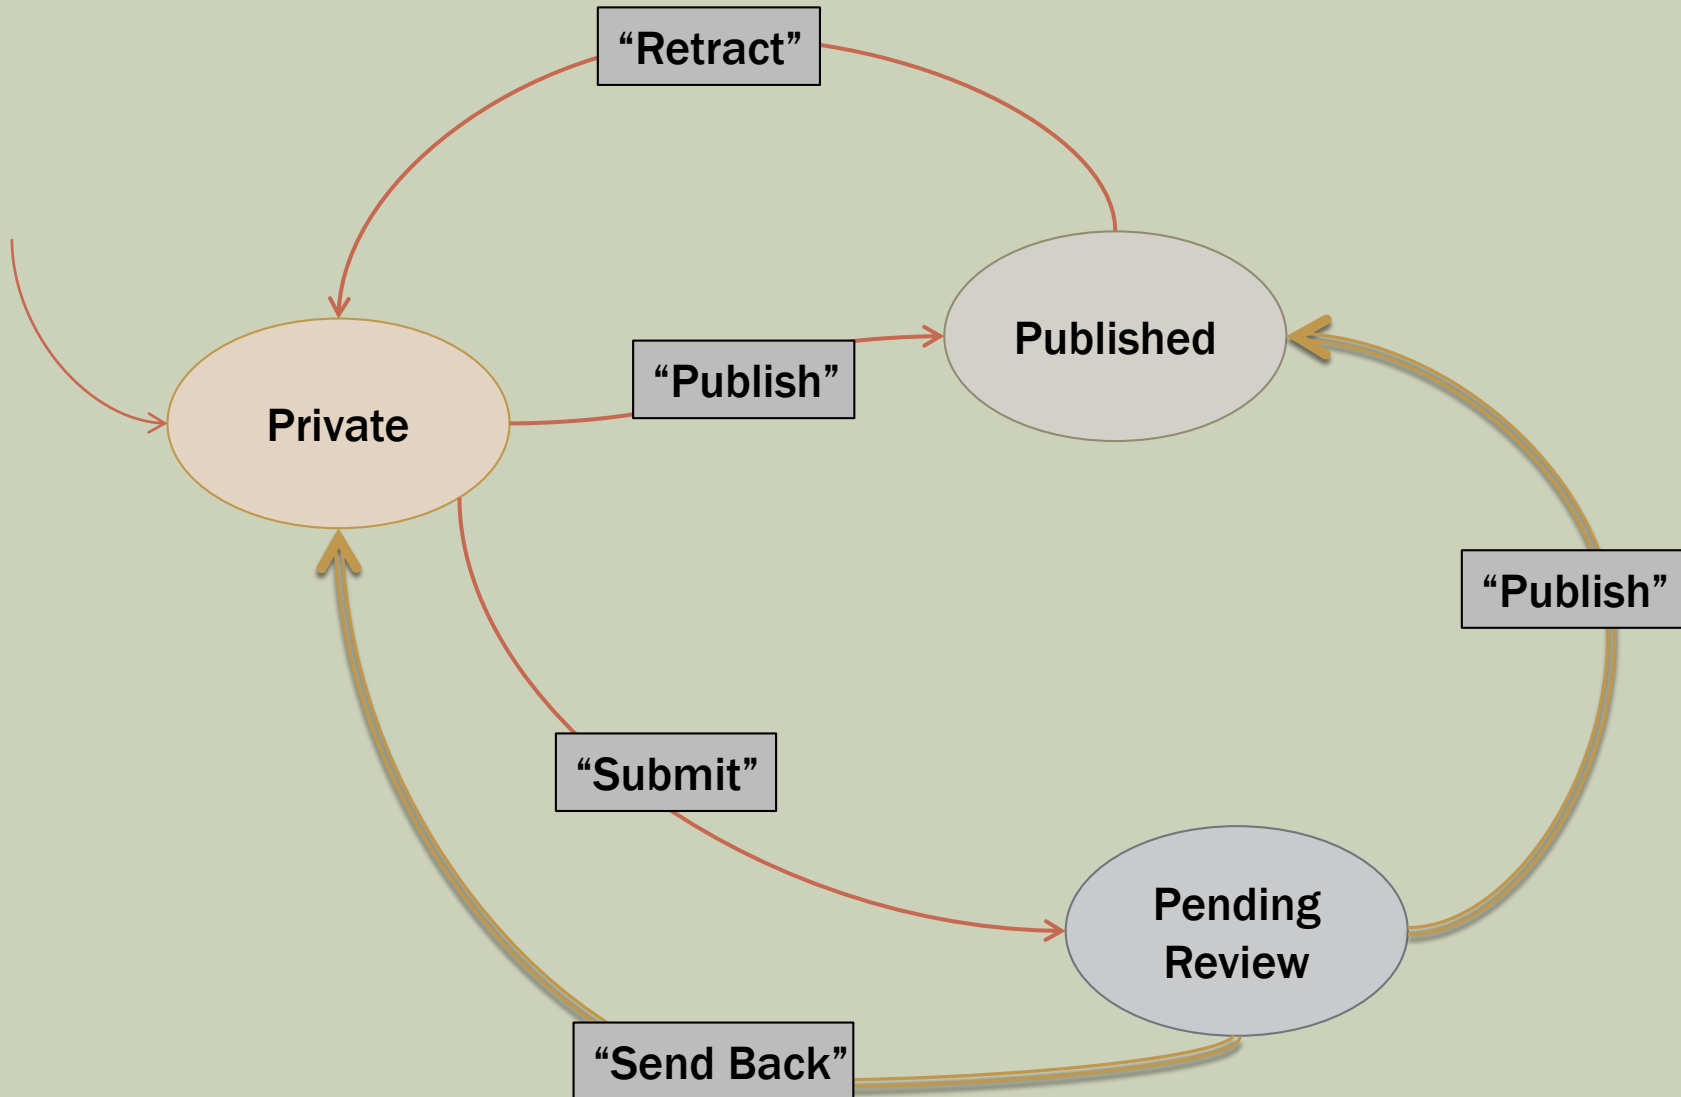 “Retract”
Published
“Publish”
Private
“Publish”
“Submit”
Pending
Review
“Send Back”